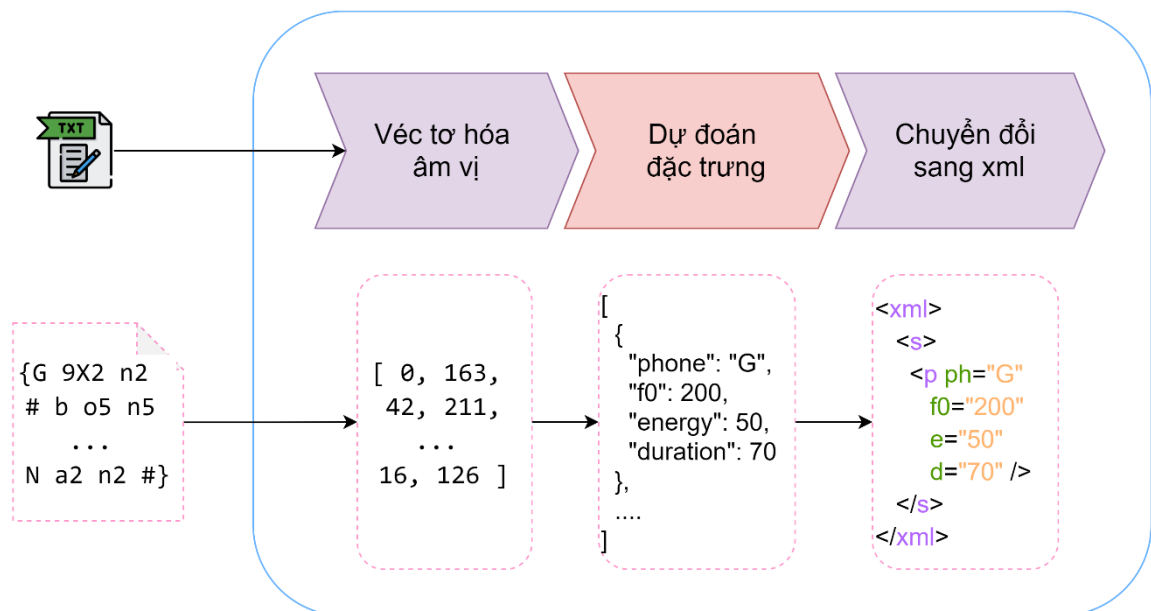 TXT
Véc tơ hóa
âm vị
Dự đoán
đặc trưng
Chuyển đổi
sang xml
{G 9X2 n2
# b o5 n5
...
N a2 n2 #}
[ 0, 163,
42, 211,
...
16, 126 ]
[
{
"phone": "G",
"f0": 200,
"energy": 50,
"duration": 70
},
....
]
<xml>
<s>
<p ph="G"
f0="200"
e="50"
d="70" />
</s>
</xml>